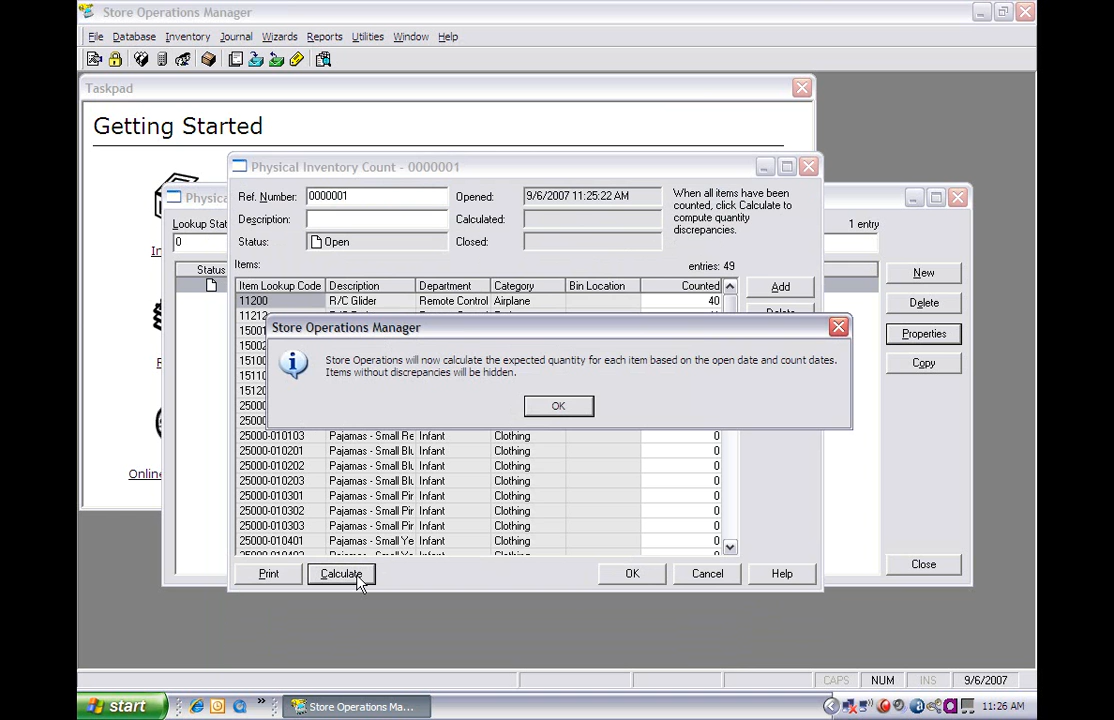 Store Operations Manager
File Database Inventory Journal Reports Wizards Utilities Window Help
Taskpad
Getting Started
Physical Inventory Count - 0000001
Physica
Ref. Number: 0000001 Opened: 9/6/2007 11:25:22 AM
When all items have been
counted, click Calculate to
compute quantity
discrepancies.
Description: Calculated:
Status: Open Closed:
Lookup Stat
0
1 entry
Items: entries: 49
Status
Item Lookup Code Description Department Category Bin Location Counted
11200 R/C Glider Remote Control Airplane 40
Add
New
Delete
Properties
Copy
Store Operations Manager
Store Operations will now calculate the expected quantity for each item based on the open date and count dates.
Items without discrepancies will be hidden.
OK
11212
15001
15002
15100
15110
15120
25000
25000
25000-010103 Pajamas - Small Re Infant Clothing 0
25000-010201 Pajamas - Small Blu Infant Clothing 0
25000-010202 Pajamas - Small Blu Infant Clothing 0
25000-010203 Pajamas - Small Blu Infant Clothing 0
25000-010301 Pajamas - Small Pir Infant Clothing 0
25000-010302 Pajamas - Small Pir Infant Clothing 0
25000-010303 Pajamas - Small Pir Infant Clothing 0
25000-010401 Pajamas - Small Ye Infant Clothing 0
Online
Print Calculate OK Cancel Help
Close
CAPS NUM INS 9/6/2007
start Store Operations Ma... 11:26 AM